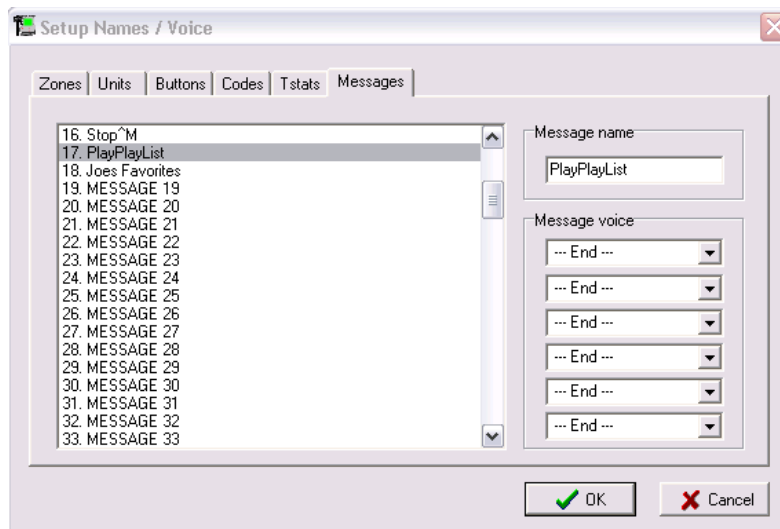 Setup Names / Voice
Zones Units Buttons Codes Tstats Messages
16. Stop^M
17. PlayPlayList
18. Joes Favorites
19. MESSAGE 19
20. MESSAGE 20
21. MESSAGE 21
22. MESSAGE 22
23. MESSAGE 23
24. MESSAGE 24
25. MESSAGE 25
26. MESSAGE 26
27. MESSAGE 27
28. MESSAGE 28
29. MESSAGE 29
30. MESSAGE 30
31. MESSAGE 31
32. MESSAGE 32
33. MESSAGE 33
Message name
PlayPlayList
Message voice
--- End ---
--- End ---
--- End ---
--- End ---
--- End ---
--- End ---
OK Cancel